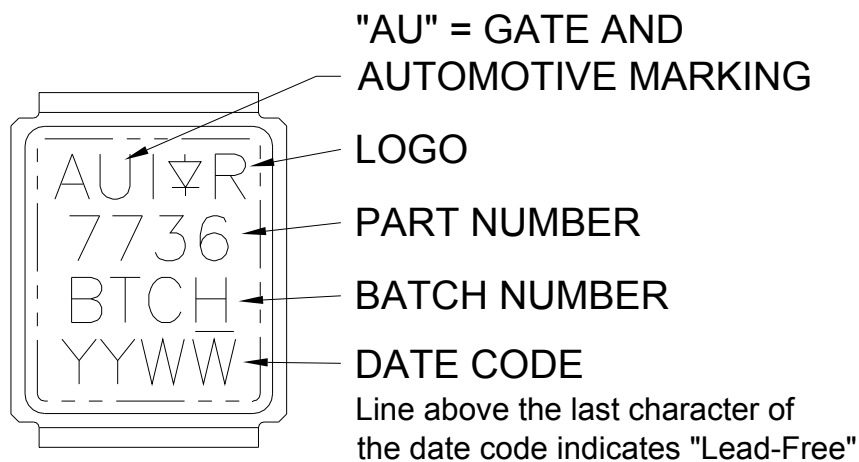 "AU" = GATE AND
AUTOMOTIVE MARKING
AU I R
LOGO
7736
PART NUMBER
BTCH
BATCH NUMBER
YYWW
DATE CODE
Line above the last character of
the date code indicates "Lead-Free"